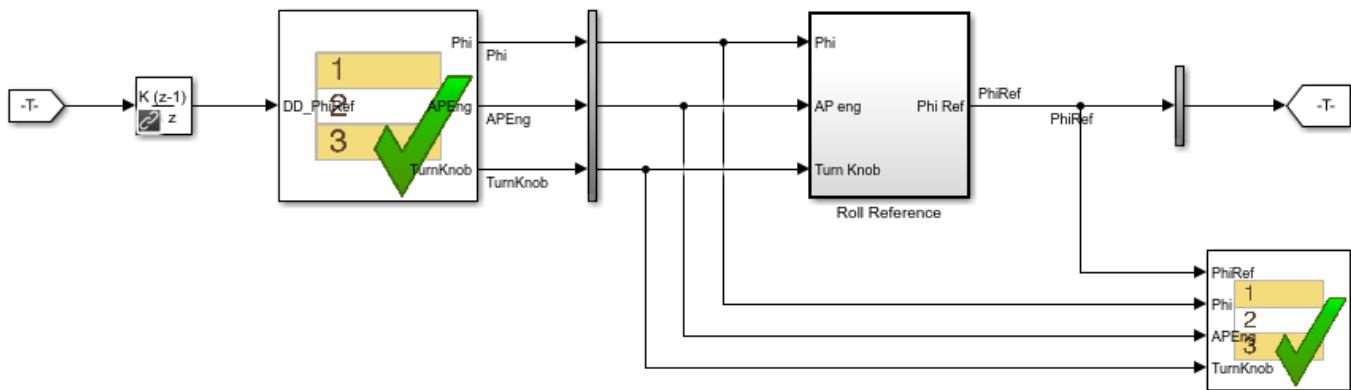 -T-
K (z-1)
z
DD_PhiRef
1
2
3
Phi
APEng
TurnKnob
Phi
APEng
TurnKnob
Phi
AP eng
Turn Knob
Phi Ref
Roll Reference
PhiRef
PhiRef
-T-
PhiRef
Phi
APEng
TurnKnob
1
2
3